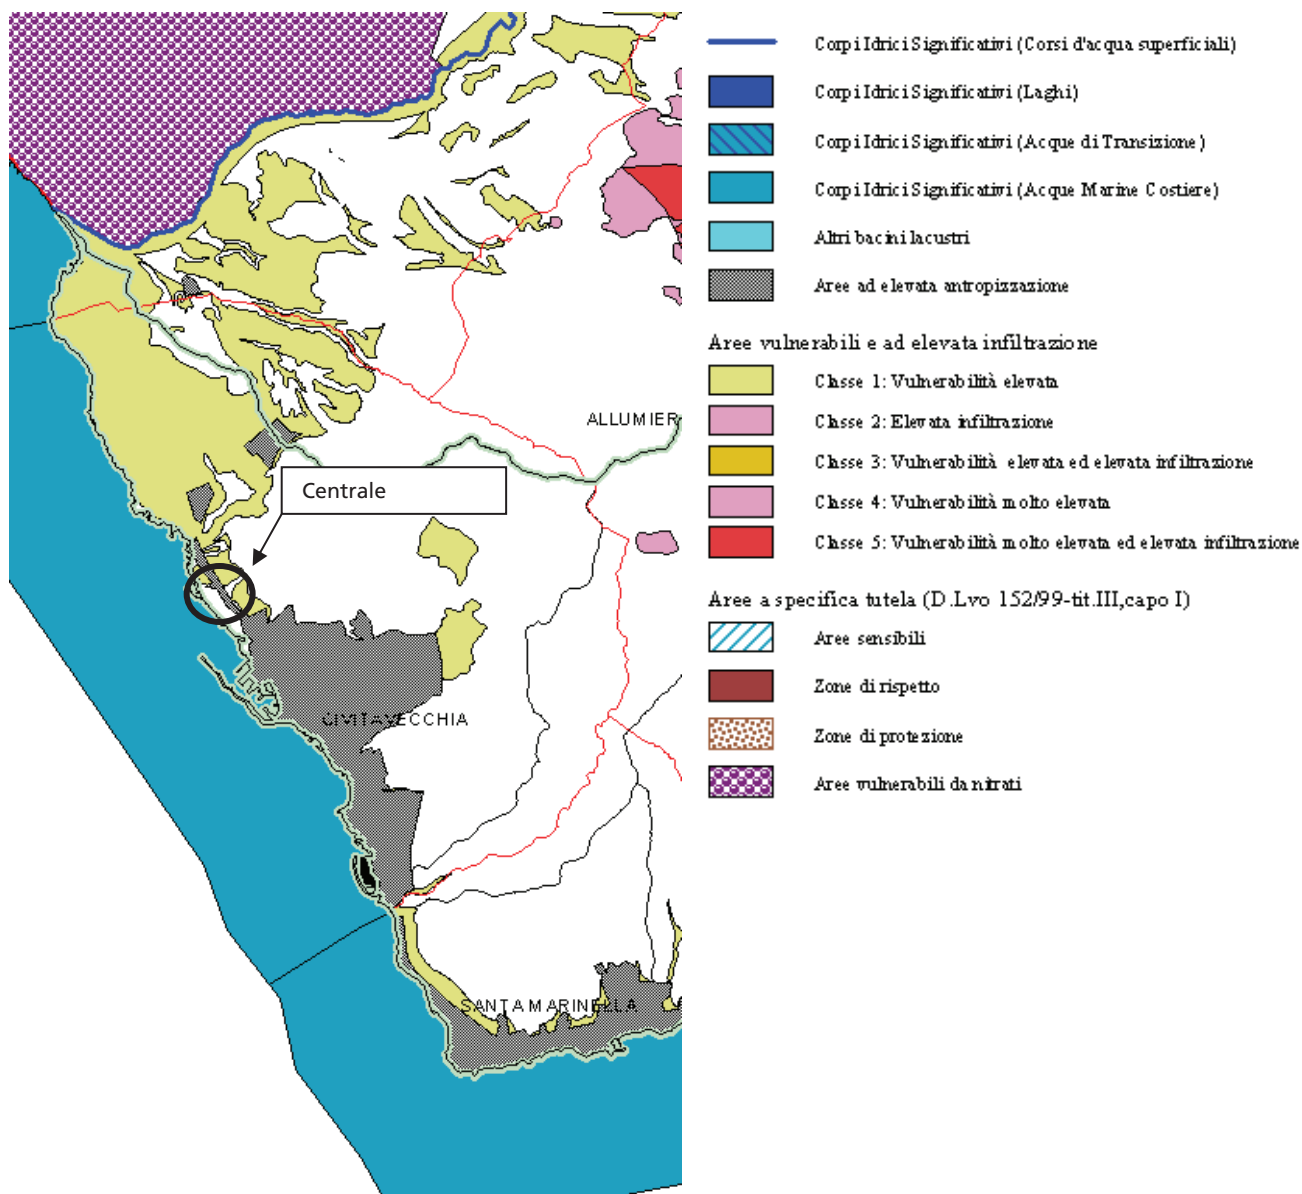 ALLUMIER
Centrale
CIVITAVECCHIA
SANTA MARINELLA
Corpi Idrici Significativi (Corsi d'acqua superficiali)
Corpi Idrici Significativi (Laghi)
Corpi Idrici Significativi (Acque di Transizione)
Corpi Idrici Significativi (Acque Marine Costiere)
Altri bacini lacustri
Aree ad elevata antropizzazione
Aree vulnerabili e ad elevata infiltrazione
Classe 1: Vulnerabilità elevata
Classe 2: Elevata infiltrazione
Classe 3: Vulnerabilità elevata ed elevata infiltrazione
Classe 4: Vulnerabilità molto elevata
Classe 5: Vulnerabilità molto elevata ed elevata infiltrazione
Aree a specifica tutela (D.Lvo 152/99-tit.III,capo I)
Aree sensibili
Zone di rispetto
Zone di protezione
Aree vulnerabili da nitrati